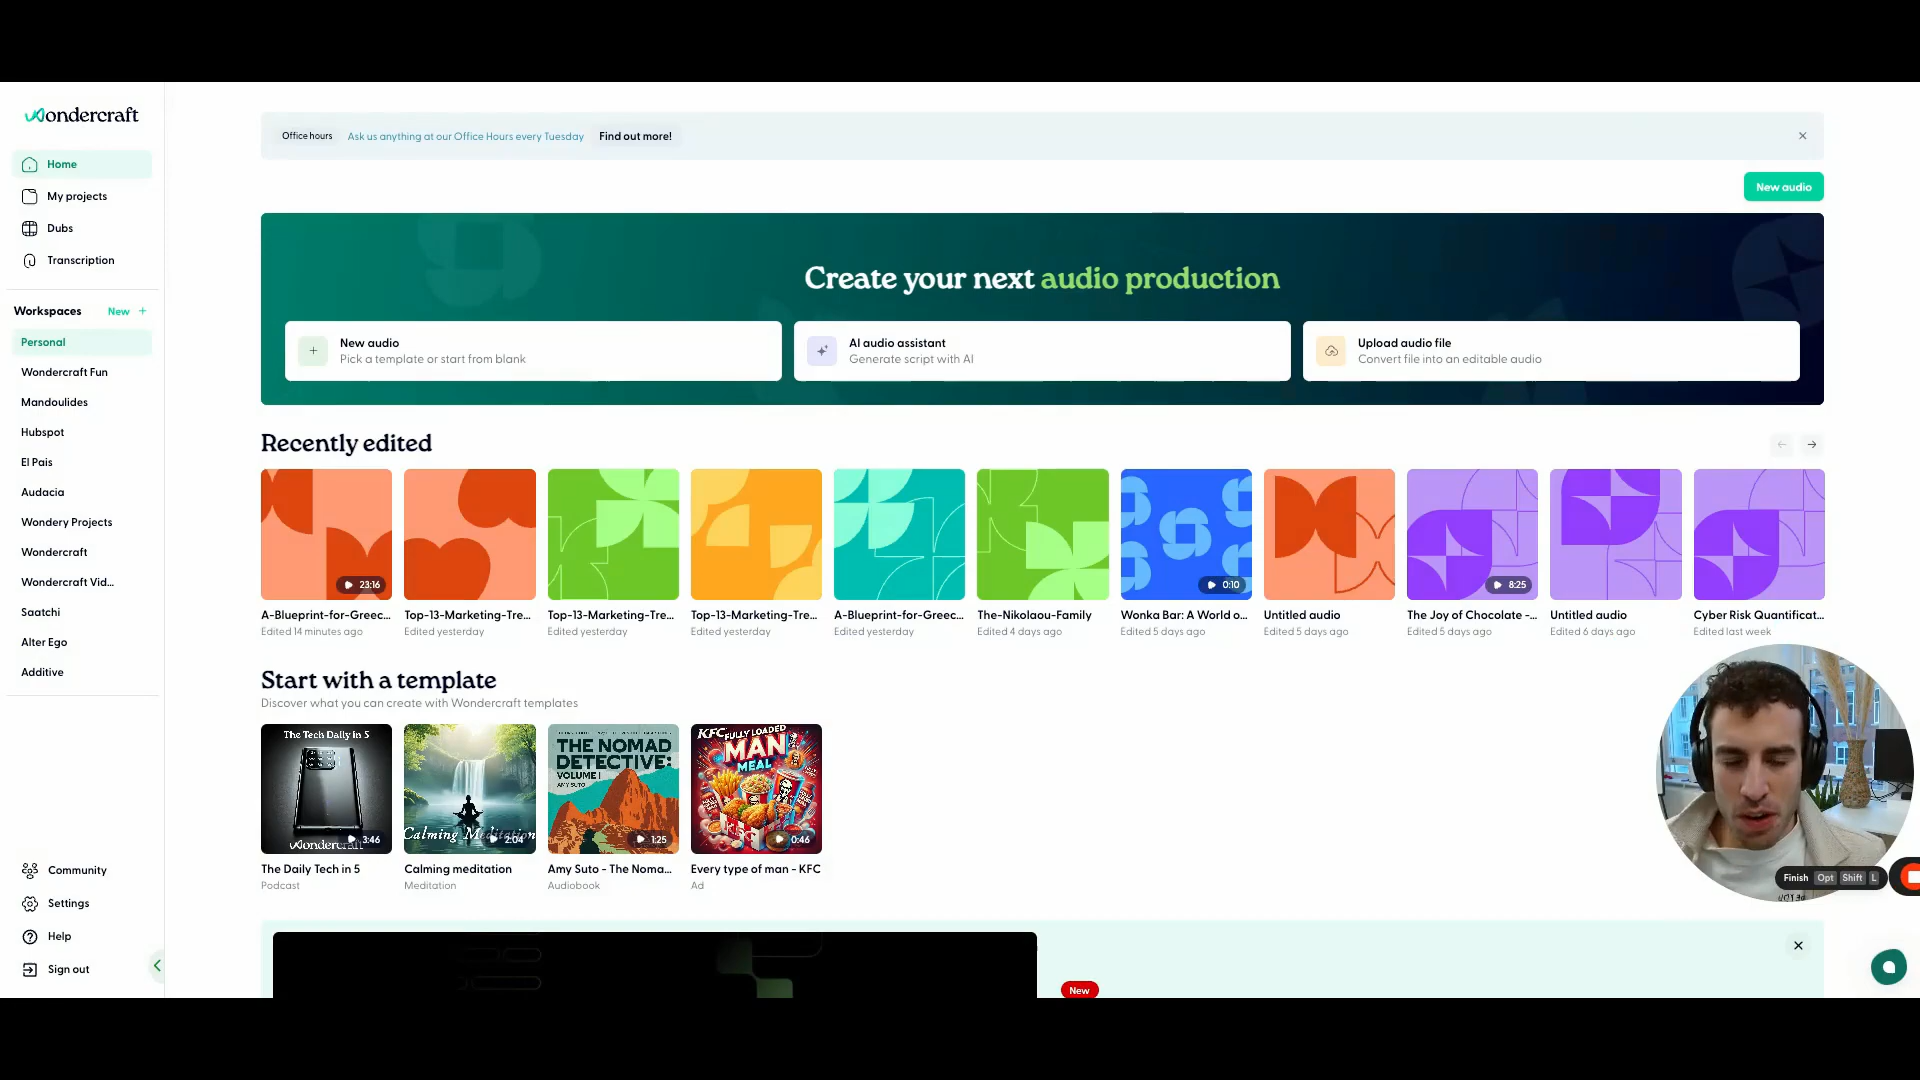 Wondercraft
Home
My projects
Dubs
Transcription
Workspaces New +
Personal
Wondercraft Fun
Mandoulides
Hubspot
El Pais
Audacia
Wondery Projects
Wondercraft
Wondercraft Vid...
Saatchi
Alter Ego
Additive
Community
Settings
Help
Sign out
Office hours Ask us anything at our Office Hours every Tuesday Find out more!
New audio
Create your next audio production
New audio
Pick a template or start from blank
AI audio assistant
Generate script with AI
Upload audio file
Convert file into an editable audio
Recently edited
23:16
0:10
8:25
A-Blueprint-for-Greec...
Edited 14 minutes ago
Top-13-Marketing-Tre...
Edited yesterday
Top-13-Marketing-Tre...
Edited yesterday
Top-13-Marketing-Tre...
Edited yesterday
A-Blueprint-for-Greec...
Edited yesterday
The-Nikolaou-Family
Edited 4 days ago
Wonka Bar: A World o...
Edited 5 days ago
Untitled audio
Edited 5 days ago
The Joy of Chocolate -...
Edited 5 days ago
Untitled audio
Edited 6 days ago
Cyber Risk Quantificat...
Edited last week
Start with a template
Discover what you can create with Wondercraft templates
The Tech Daily in 5
3:46
Wondercraft
The Daily Tech in 5
Podcast
Calming Meditation
2:04
Calming meditation
Meditation
THE NOMAD
DETECTIVE:
VOLUME I
AMY SUTO
1:25
Amy Suto - The Noma...
Audiobook
KFC FULLY LOADED
MAN
MEAL
KFC
0:46
Every type of man - KFC
Ad
Finish Opt Shift L
New